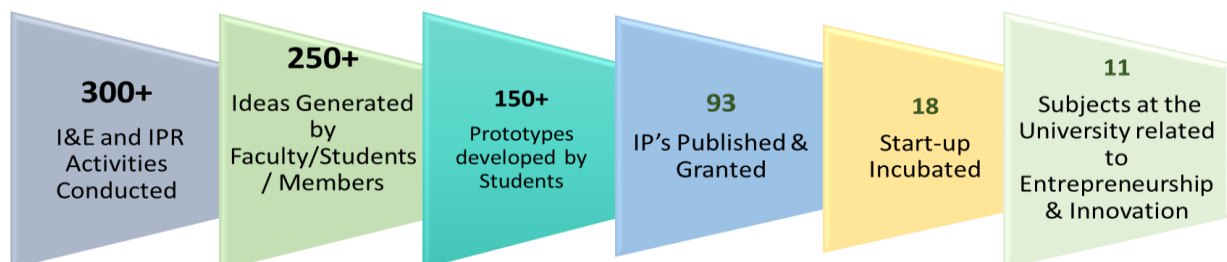 300+
I&E and IPR
Activities
Conducted
250+
Ideas Generated
by
Faculty/Students
/ Members
150+
Prototypes
developed by
Students
93
IP’s Published &
Granted
18
Start-up
Incubated
11
Subjects at the
University related
to
Entrepreneurship
& Innovation